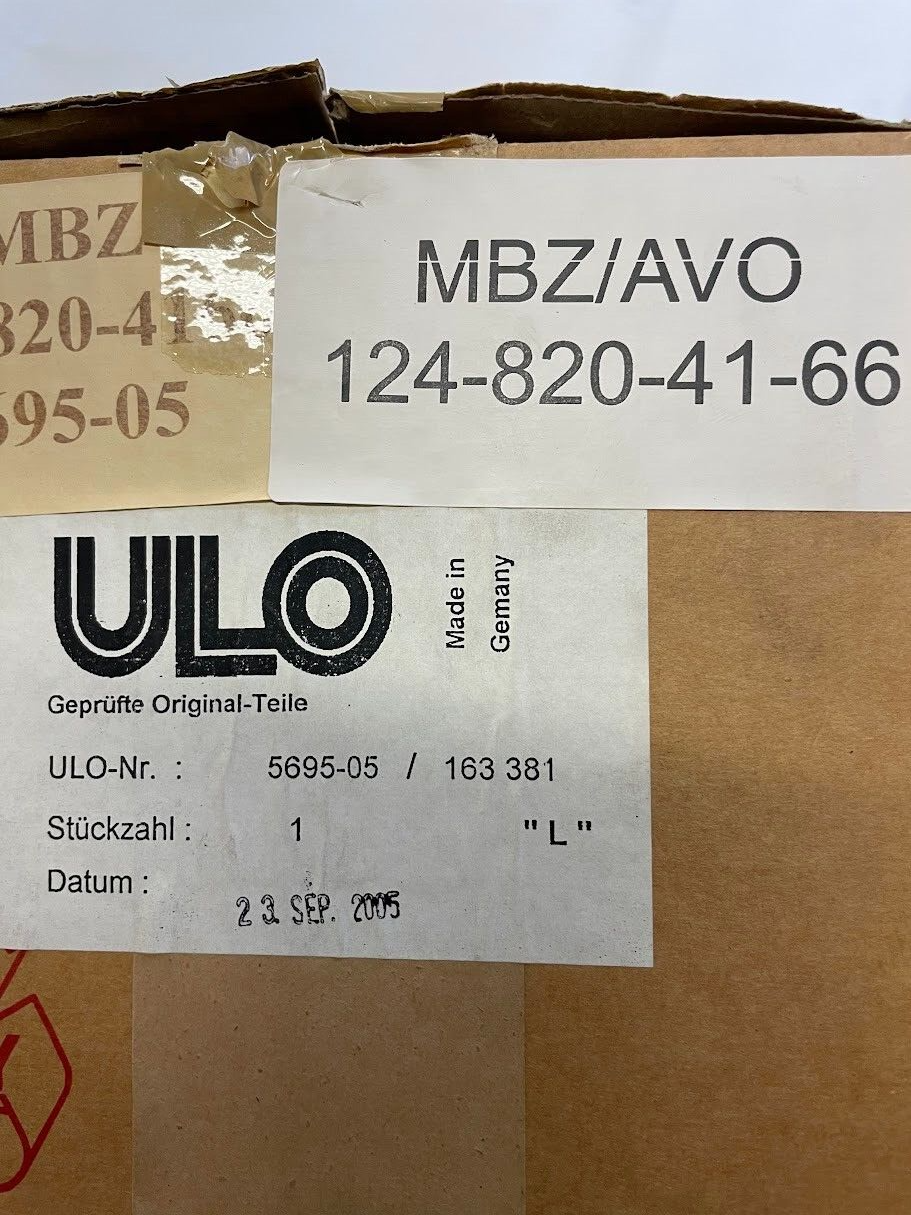 MBZ
820-41
695-05
MBZ/AVO
124-820-41-66
ULO
Made in
Gemany
Geprüfte Original-Teile
ULO-Nr. : 5695-05 / 163 381
Stückzahl : 1 "L"
Datum :
23. SEP. 2005